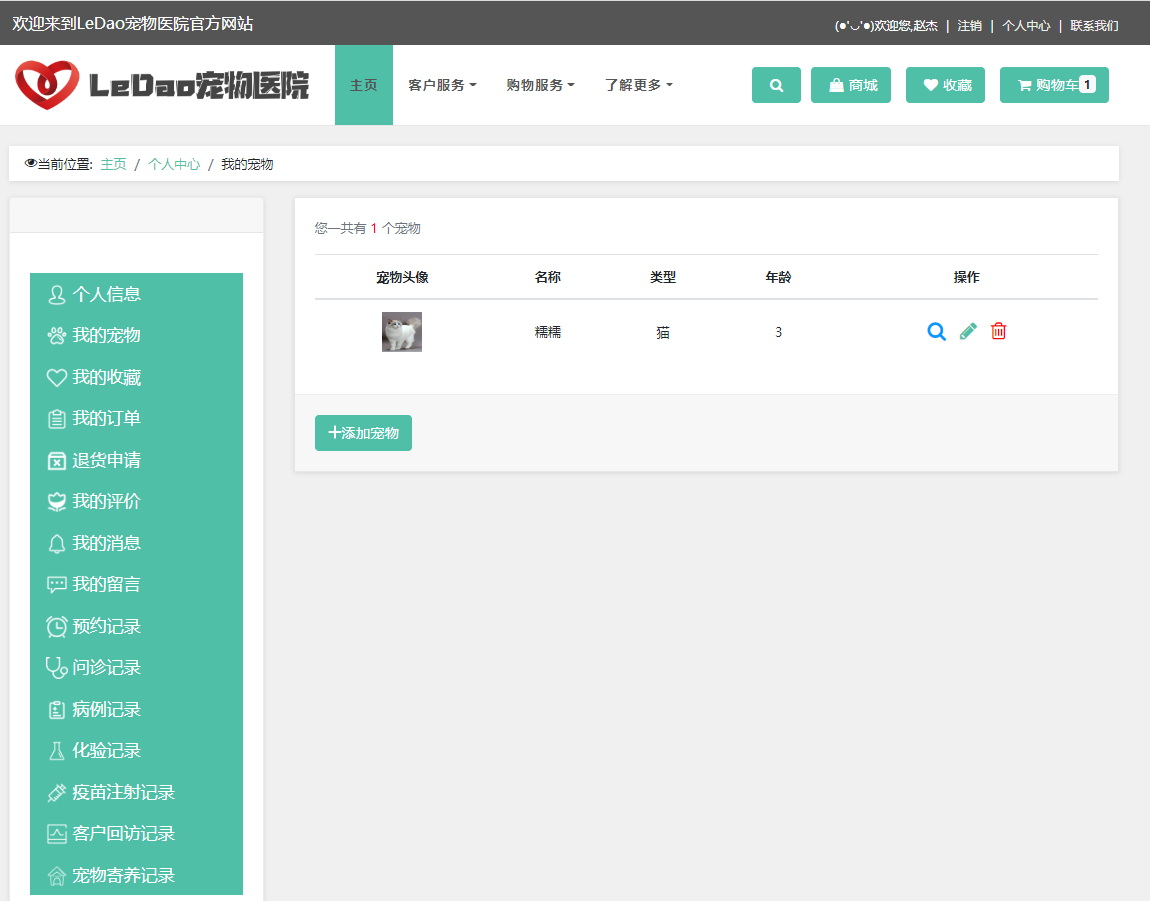 欢迎来到LeDao宠物医院官方网站
(●'◡'●)欢迎您,赵杰 | 注销 | 个人中心 | 联系我们
LeDao宠物医院 主页 客户服务 购物服务 了解更多 商城 收藏 购物车1
当前位置: 主页 / 个人中心 / 我的宠物
您一共有 1 个宠物
宠物头像 名称 类型 年龄 操作
糯糯 猫 3
+添加宠物
个人信息
我的宠物
我的收藏
我的订单
退货申请
我的评价
我的消息
我的留言
预约记录
问诊记录
病例记录
化验记录
疫苗注射记录
客户回访记录
宠物寄养记录